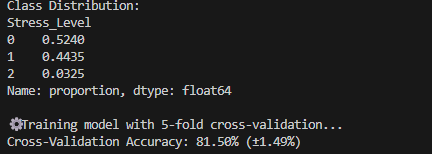 Class Distribution:
Stress_Level
0    0.5240
1    0.4435
2    0.0325
Name: proportion, dtype: float64
⚙Training model with 5-fold cross-validation...
Cross-Validation Accuracy: 81.50% (±1.49%)